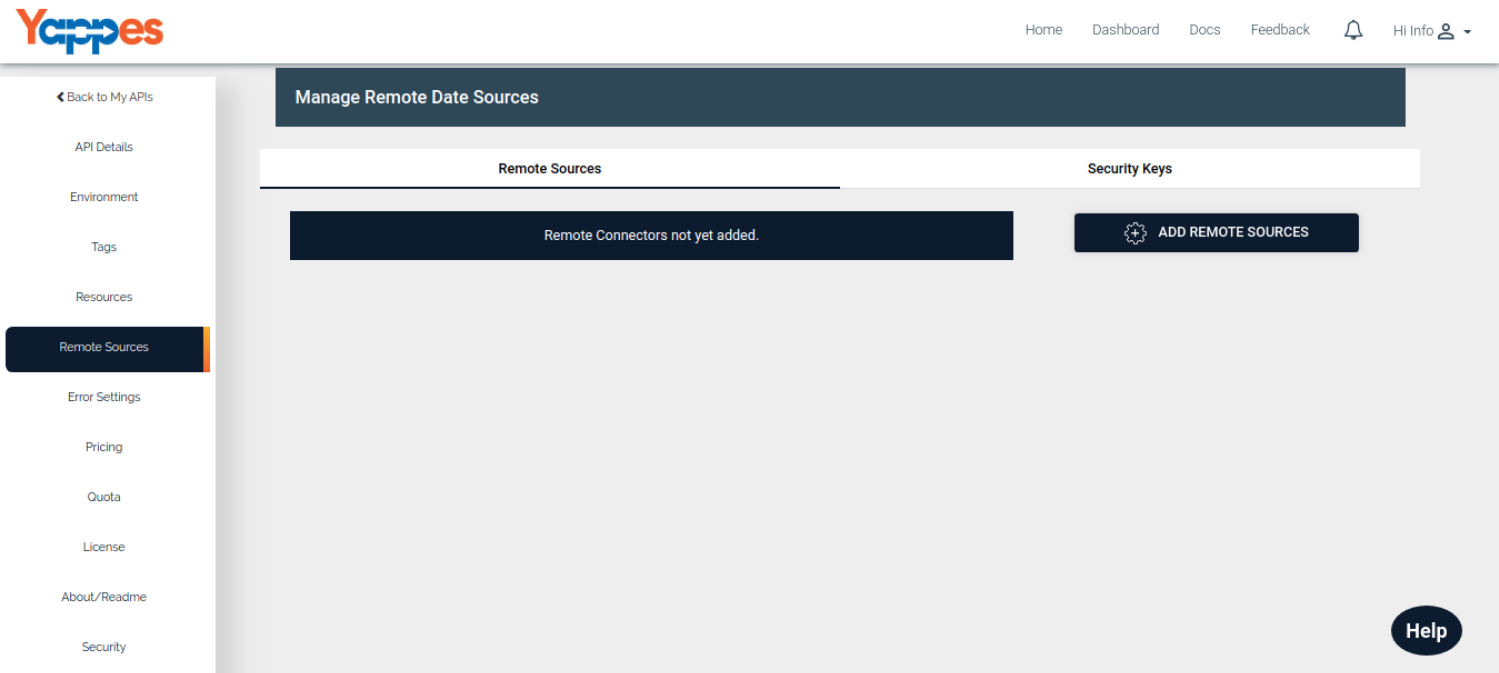 Yappes
Home Dashboard Docs Feedback Hi Info
Back to My APIs
API Details
Environment
Tags
Resources
Remote Sources
Error Settings
Pricing
Quota
License
About/Readme
Security
Manage Remote Date Sources
Remote Sources Security Keys
Remote Connectors not yet added.
ADD REMOTE SOURCES
Help